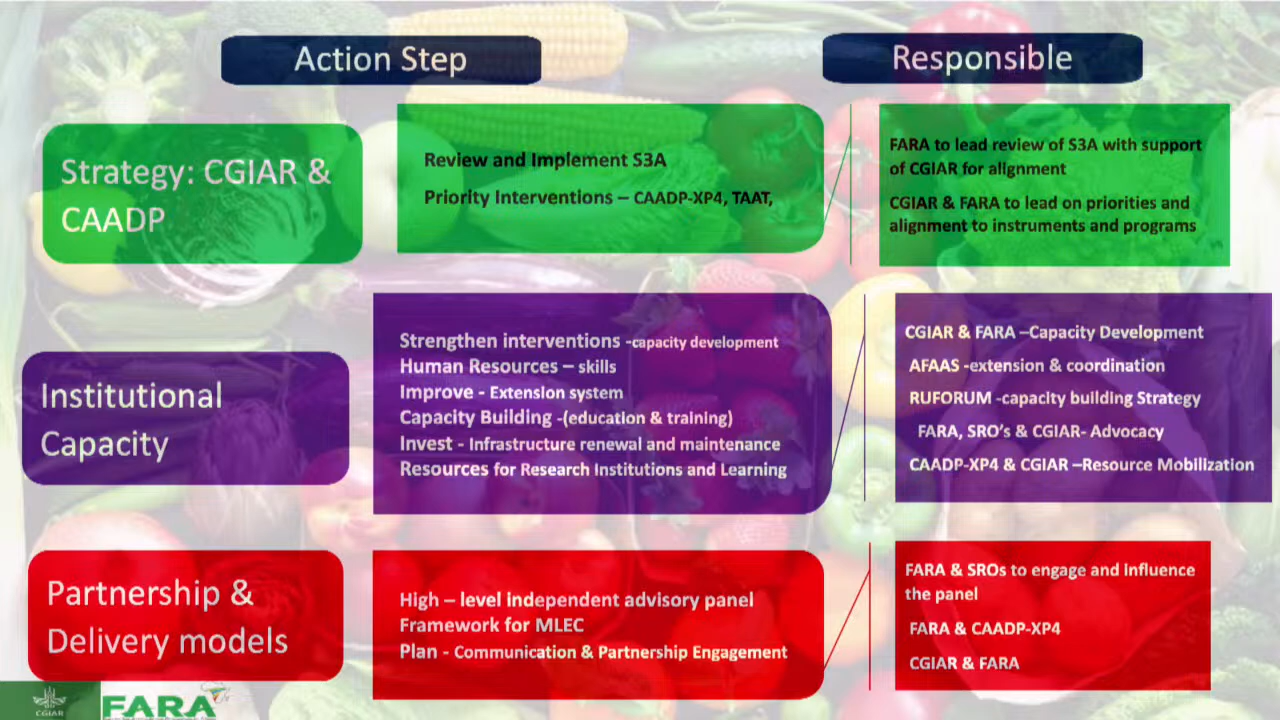 Action Step
Responsible
Strategy: CGIAR &
CAADP
Review and Implement S3A
Priority Interventions – CAADP-XP4, TAAT,
FARA to lead review of S3A with support
of CGIAR for alignment
CGIAR & FARA to lead on priorities and
alignment to instruments and programs
Institutional
Capacity
Strengthen interventions -capacity development
Human Resources – skills
Improve - Extension system
Capacity Building -(education & training)
Invest - Infrastructure renewal and maintenance
Resources for Research Institutions and Learning
CGIAR & FARA –Capacity Development
AFAAS -extension & coordination
RUFORUM -capacity building Strategy
FARA, SRO's & CGIAR- Advocacy
CAADP-XP4 & CGIAR –Resource Mobilization
Partnership &
Delivery models
High – level independent advisory panel
Framework for MLEC
Plan - Communication & Partnership Engagement
FARA & SROs to engage and influence
the panel
FARA & CAADP-XP4
CGIAR & FARA
CGIAR
FARA